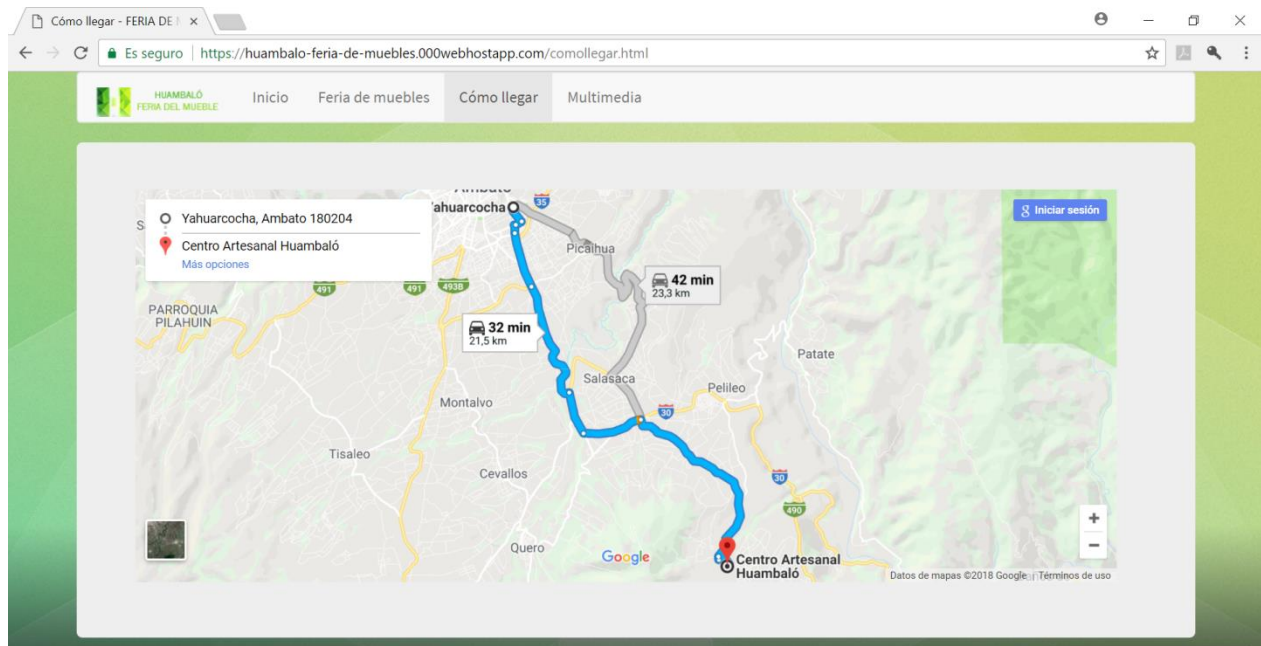 Cómo llegar - FERIA DE
Es seguro https://huambalo-feria-de-muebles.000webhostapp.com/comollegar.html
HUAMBALÓ
FERIA DEL MUEBLE
Inicio Feria de muebles Cómo llegar Multimedia
Yahuarcocha, Ambato 180204
Centro Artesanal Huambaló
Más opciones
Iniciar sesión
Ambato
ahuarcocha
35
Picaihua
42 min
23,3 km
491 491 493B
PARROQUIA
PILAHUIN
32 min
21,5 km
Patate
Salasaca
Pelileo
Montalvo
30
Tisaleo
Cevallos
30
490
Quero
Google
Centro Artesanal
Huambaló
+
−
Datos de mapas ©2018 Google Términos de uso